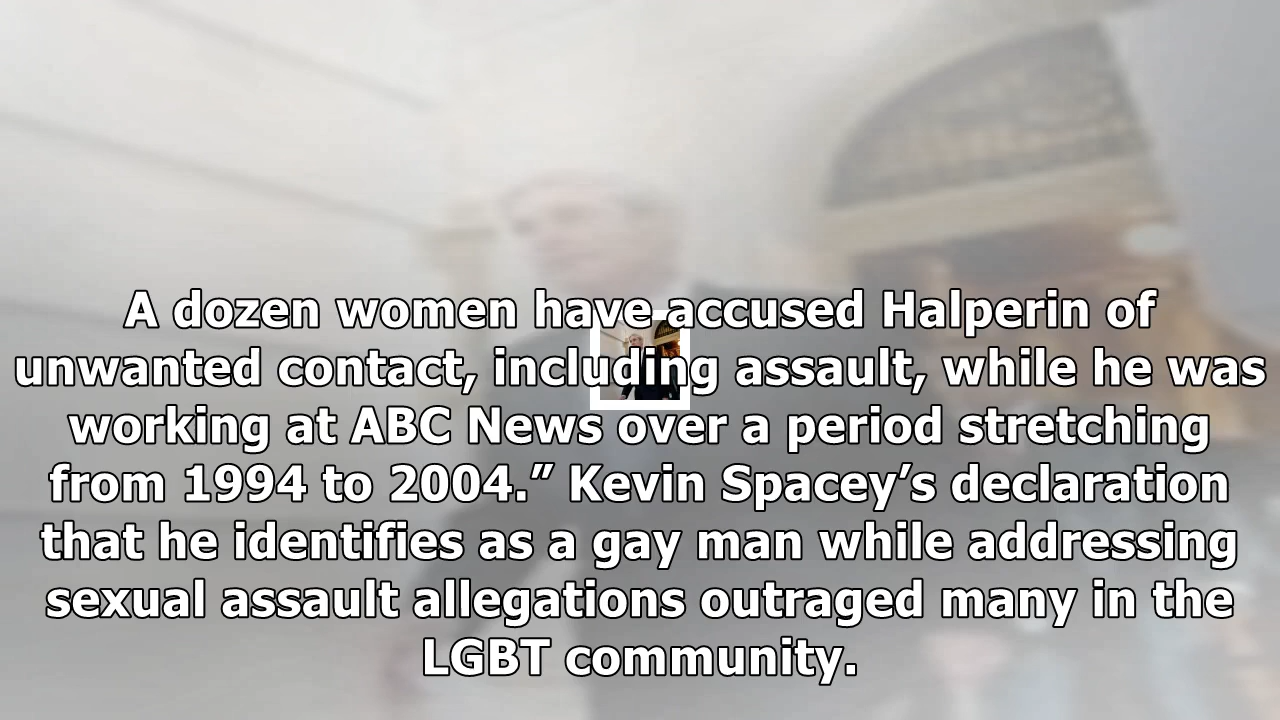 A dozen women have accused Halperin of
unwanted contact, including assault, while he was
working at ABC News over a period stretching
from 1994 to 2004.” Kevin Spacey’s declaration
that he identifies as a gay man while addressing
sexual assault allegations outraged many in the
LGBT community.